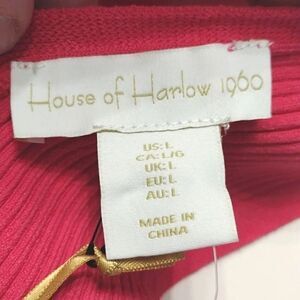 House of Harlow 1960
US: L
CA: L/G
UK: L
EU: L
AU: L
MADE IN
CHINA